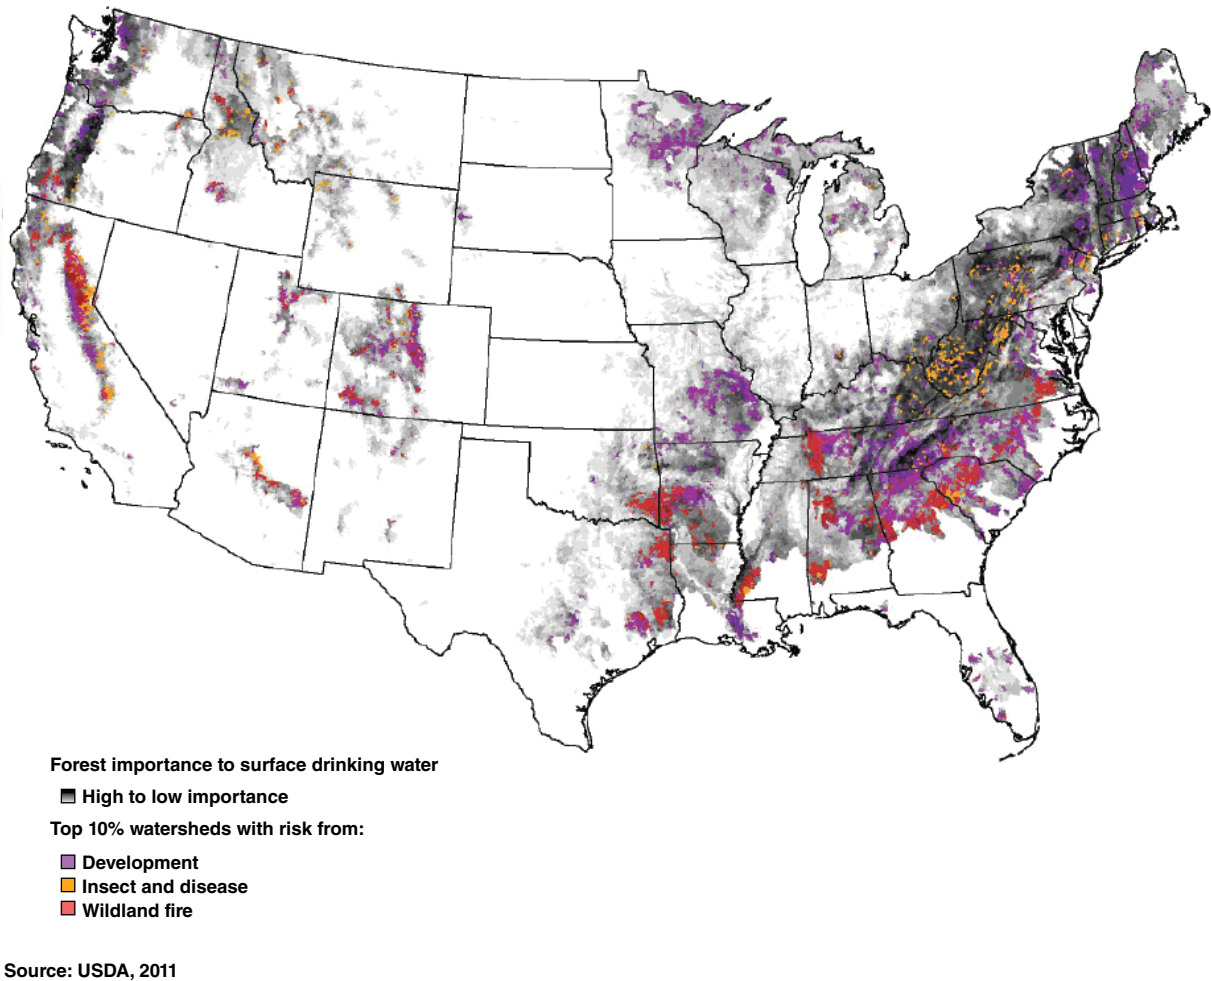 Forest importance to surface drinking water
High to low importance
Top 10% watersheds with risk from:
Development
Insect and disease
Wildland fire
Source: USDA, 2011